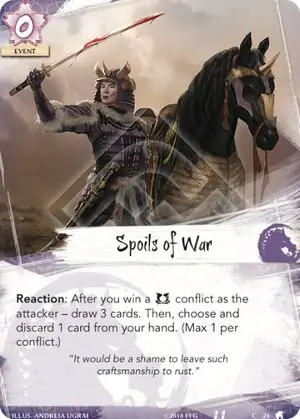 0
EVENT
Spoils of War
Reaction: After you win a conflict as the
attacker – draw 3 cards. Then, choose and
discard 1 card from your hand. (Max 1 per
conflict.)
"It would be a shame to leave such
craftsmanship to rust."
ILLUS. ANDREIA UGRAI
© 2018 FFG